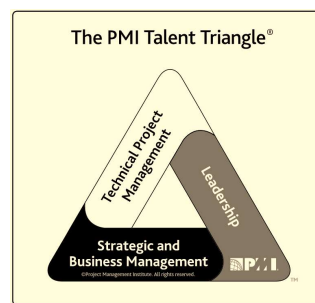 The PMI Talent Triangle®
Technical Project
Management
Leadership
Strategic and
Business Management
©Project Management Institute. All rights reserved.
PMI
TM